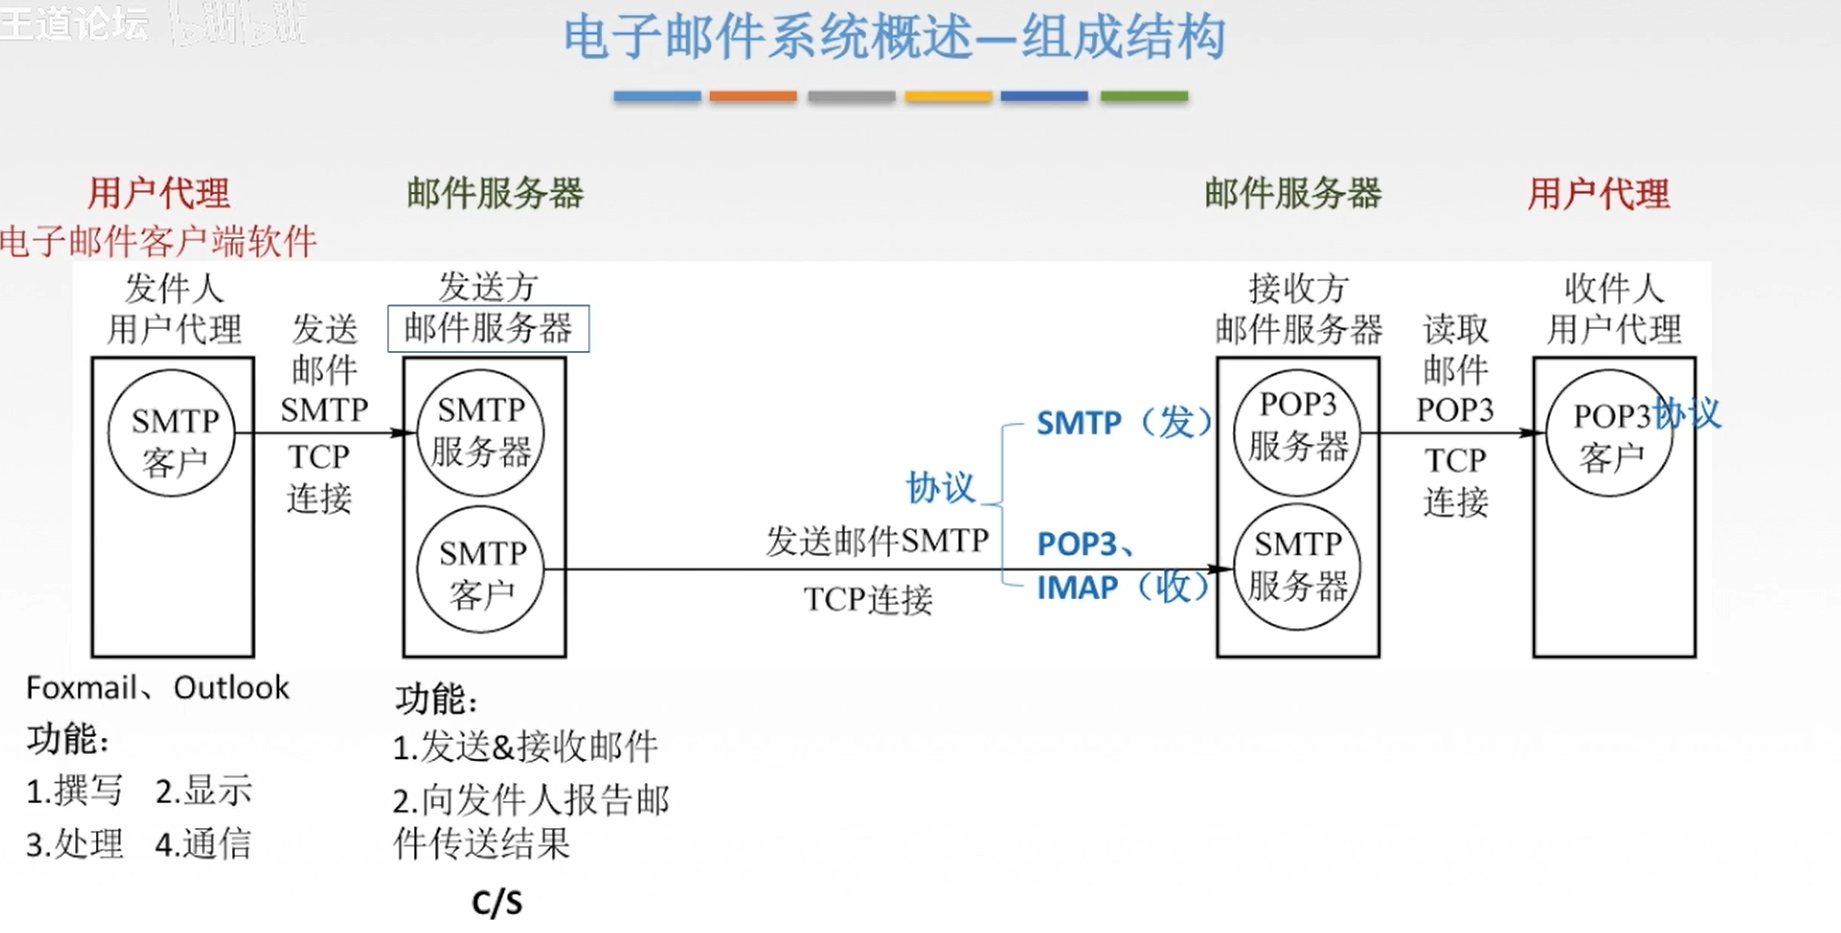 王道论坛 bilibili
电子邮件系统概述—组成结构
用户代理
邮件服务器
邮件服务器
用户代理
电子邮件客户端软件
发件人
用户代理
发送
邮件
SMTP
TCP
连接
SMTP
客户
发送方
邮件服务器
SMTP
服务器
SMTP
客户
发送邮件SMTP
TCP连接
协议
SMTP（发）
POP3、
IMAP（收）
接收方
邮件服务器
POP3
服务器
SMTP
服务器
读取
邮件
POP3
TCP
连接
收件人
用户代理
POP3
客户
协议
Foxmail、Outlook
功能：
1.撰写 2.显示
3.处理 4.通信
功能：
1.发送&接收邮件
2.向发件人报告邮
件传送结果
C/S